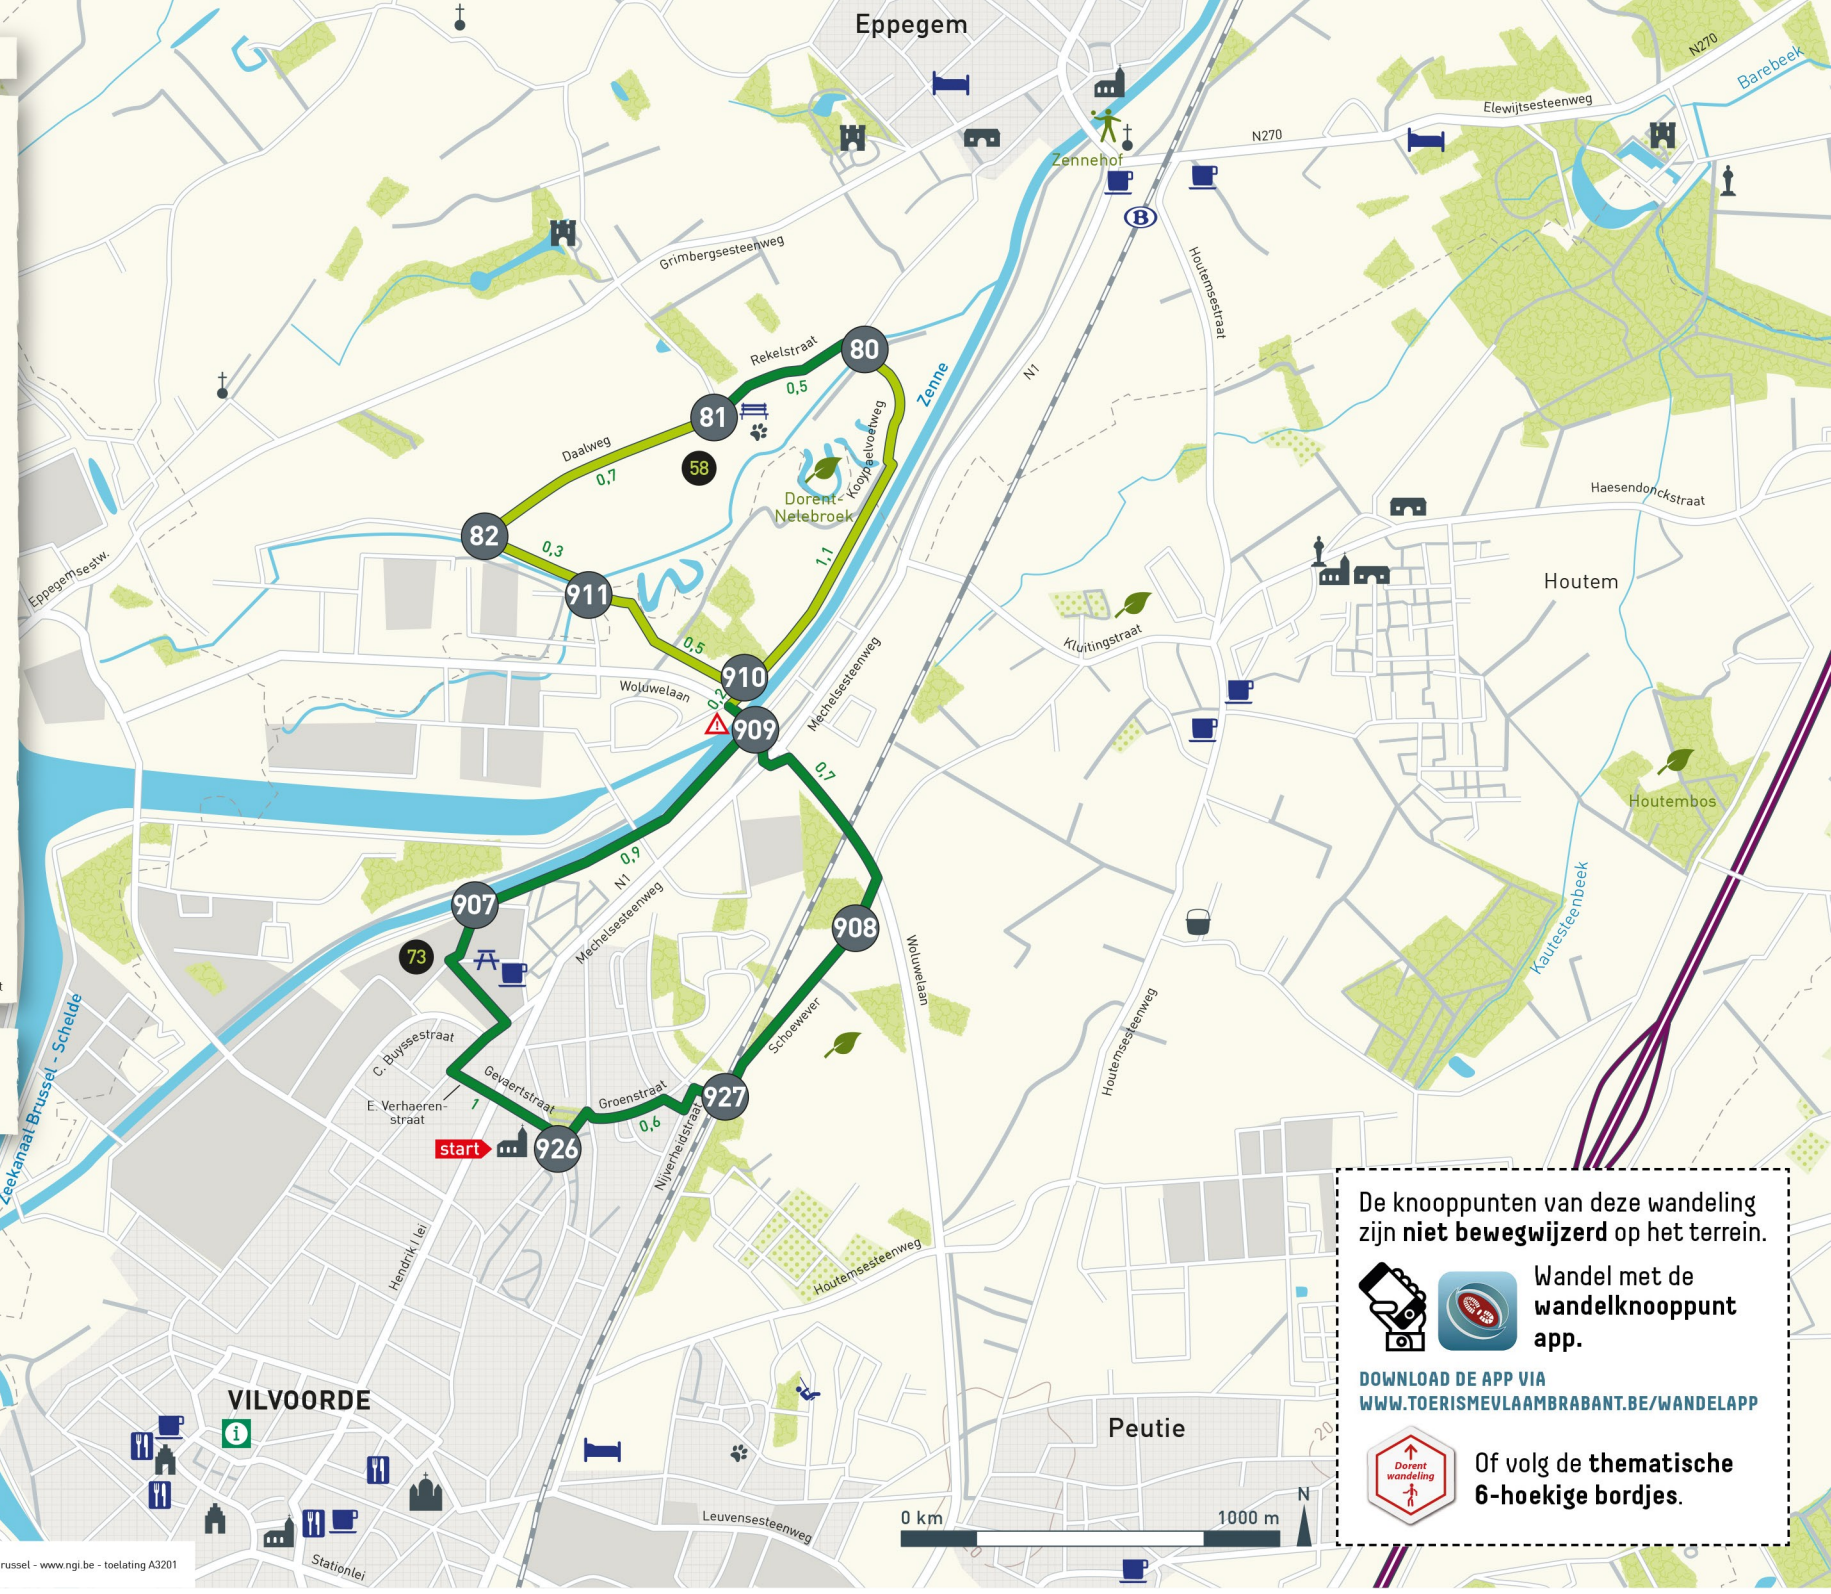 Eppegem
N270
Barebeek
Elewijtsesteenweg
N270
Zennehof
B
Grimbergsesteenweg
Houtemsestraat
Rekelstraat
80
0,5
Zenne
N1
81
Daalweg
0,7
58
Kooypaelvoetweg
Dorent-
Nelebroek
Haesendonckstraat
82
0,3
1,1
Eppegemsestw.
911
Houtem
0,5
Kluitingstraat
910
Woluwelaan
0,2
Mechelsesteenweg
909
0,7
Houtembos
0,9
N1
Mechelsesteenweg
907
908
73
Woluwelaan
Kautesteenbeek
Zeekanaal Brussel - Schelde
C. Buyssestraat
Schoewever
Houtemsesteenweg
Gevaertstraat
Groenstraat
927
E. Verhaeren-
straat
1
0,6
start
926
Nijverheidstraat
Hendrik I lei
Houtemsesteenweg
De knooppunten van deze wandeling
zijn niet bewegwijzerd op het terrein.
Wandel met de
wandelknooppunt
app.
DOWNLOAD DE APP VIA
WWW.TOERISMEVLAAMBRABANT.BE/WANDELAPP
Dorent
wandeling
Of volg de thematische
6-hoekige bordjes.
VILVOORDE
i
Peutie
20
N
0 km
1000 m
Leuvensesteenweg
20
Stationlei
russel - www.ngi.be - toelating A3201